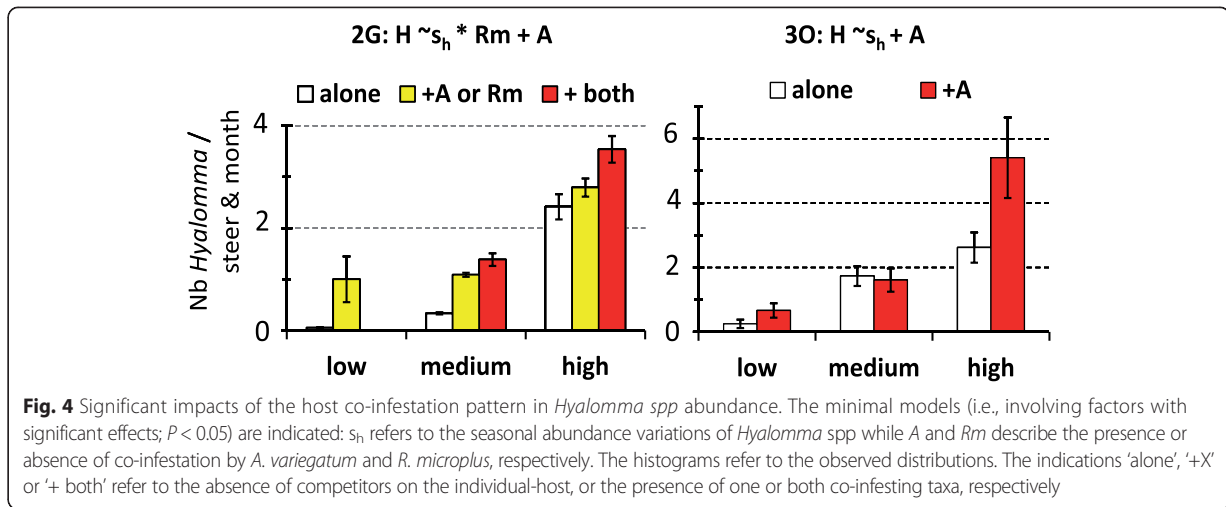 2G: H ~sh * Rm + A
alone +A or Rm + both
Nb Hyalomma /
steer & month
4
2
0
low medium high
3O: H ~sh + A
alone +A
6
4
2
0
low medium high
Fig. 4 Significant impacts of the host co-infestation pattern in Hyalomma spp abundance. The minimal models (i.e., involving factors with
significant effects; P < 0.05) are indicated: sh refers to the seasonal abundance variations of Hyalomma spp while A and Rm describe the presence or
absence of co-infestation by A. variegatum and R. microplus, respectively. The histograms refer to the observed distributions. The indications ‘alone’, ‘+X’
or ‘+ both’ refer to the absence of competitors on the individual-host, or the presence of one or both co-infesting taxa, respectively